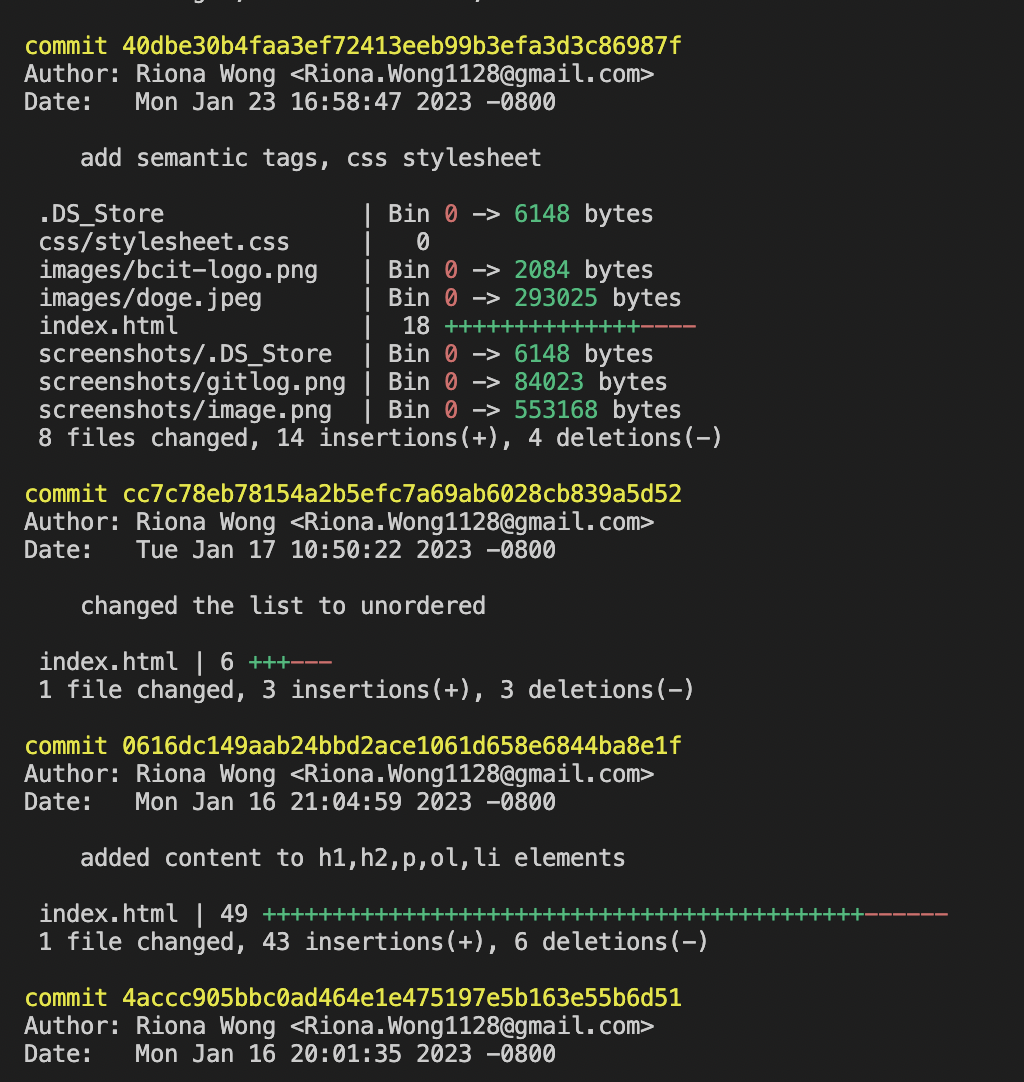 commit 40dbe30b4faa3ef72413eeb99b3efa3d3c86987f
Author: Riona Wong <Riona.Wong1128@gmail.com>
Date:   Mon Jan 23 16:58:47 2023 -0800
add semantic tags, css stylesheet
.DS_Store              | Bin 0 -> 6148 bytes
css/stylesheet.css     |   0
images/bcit-logo.png   | Bin 0 -> 2084 bytes
images/doge.jpeg       | Bin 0 -> 293025 bytes
index.html             |  18 ++++++++++++++----
screenshots/.DS_Store  | Bin 0 -> 6148 bytes
screenshots/gitlog.png | Bin 0 -> 84023 bytes
screenshots/image.png  | Bin 0 -> 553168 bytes
8 files changed, 14 insertions(+), 4 deletions(-)
commit cc7c78eb78154a2b5efc7a69ab6028cb839a5d52
Author: Riona Wong <Riona.Wong1128@gmail.com>
Date:   Tue Jan 17 10:50:22 2023 -0800
changed the list to unordered
index.html | 6 +++---
1 file changed, 3 insertions(+), 3 deletions(-)
commit 0616dc149aab24bbd2ace1061d658e6844ba8e1f
Author: Riona Wong <Riona.Wong1128@gmail.com>
Date:   Mon Jan 16 21:04:59 2023 -0800
added content to h1,h2,p,ol,li elements
index.html | 49 +++++++++++++++++++++++++++++++++++++++++++------
1 file changed, 43 insertions(+), 6 deletions(-)
commit 4accc905bbc0ad464e1e475197e5b163e55b6d51
Author: Riona Wong <Riona.Wong1128@gmail.com>
Date:   Mon Jan 16 20:01:35 2023 -0800